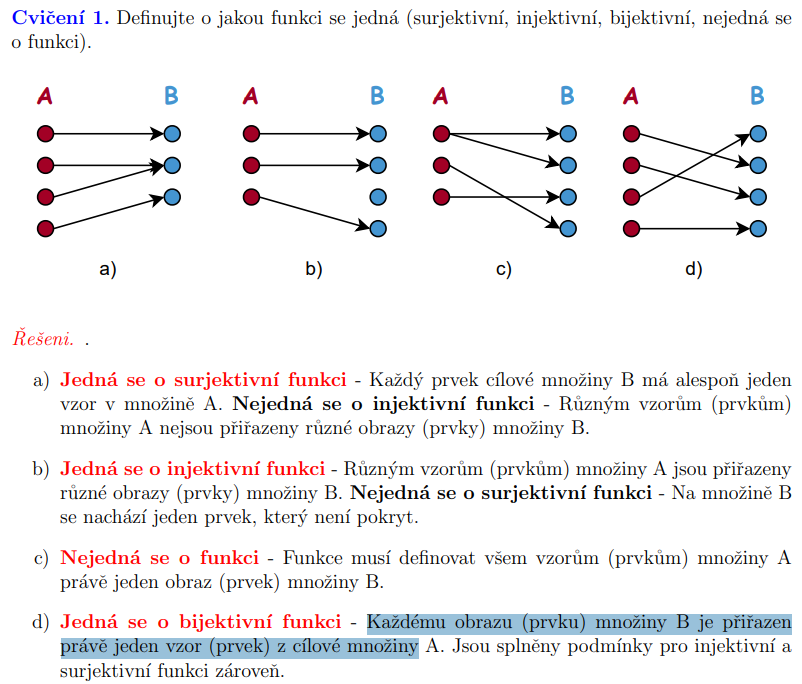 Cvičení 1. Definujte o jakou funkci se jedná (surjektivní, injektivní, bijektivní, nejedná se
o funkci).
A B A B A B A B
a) b) c) d)
Řešeni. .
a) Jedná se o surjektivní funkci - Každý prvek cílové množiny B má alespoň jeden
vzor v množině A. Nejedná se o injektivní funkci - Různým vzorům (prvkům)
množiny A nejsou přiřazeny různé obrazy (prvky) množiny B.
b) Jedná se o injektivní funkci - Různým vzorům (prvkům) množiny A jsou přiřazeny
různé obrazy (prvky) množiny B. Nejedná se o surjektivní funkci - Na množině B
se nachází jeden prvek, který není pokryt.
c) Nejedná se o funkci - Funkce musí definovat všem vzorům (prvkům) množiny A
právě jeden obraz (prvek) množiny B.
d) Jedná se o bijektivní funkci - Každému obrazu (prvku) množiny B je přiřazen
právě jeden vzor (prvek) z cílové množiny A. Jsou splněny podmínky pro injektivní a
surjektivní funkci zároveň.